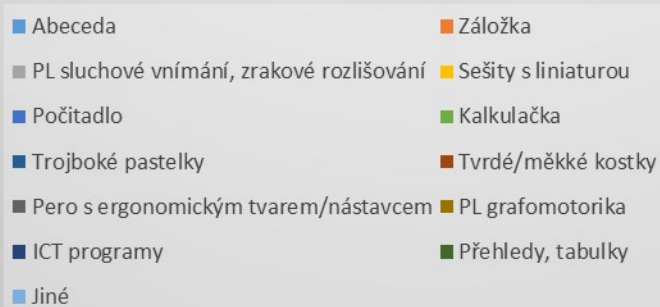 Abeceda
Záložka
PL sluchové vnímání, zrakové rozlišování
Sešity s liniaturou
Počitadlo
Kalkulačka
Trojboké pastelky
Tvrdé/měkké kostky
Pero s ergonomickým tvarem/nástavcem
PL grafomotorika
ICT programy
Přehledy, tabulky
Jiné